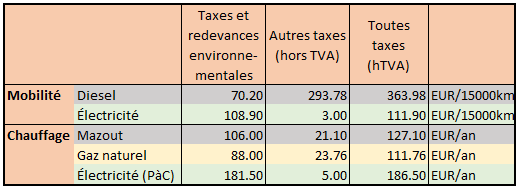 Taxes et redevances environne-mentales	Autres taxes (hors TVA)	Toutes taxes (hTVA)
Mobilité	Diesel	70.20	293.78	363.98	EUR/15000km
Électricité	108.90	3.00	111.90	EUR/15000km
Chauffage	Mazout	106.00	21.10	127.10	EUR/an
Gaz naturel	88.00	23.76	111.76	EUR/an
Électricité (PàC)	181.50	5.00	186.50	EUR/an